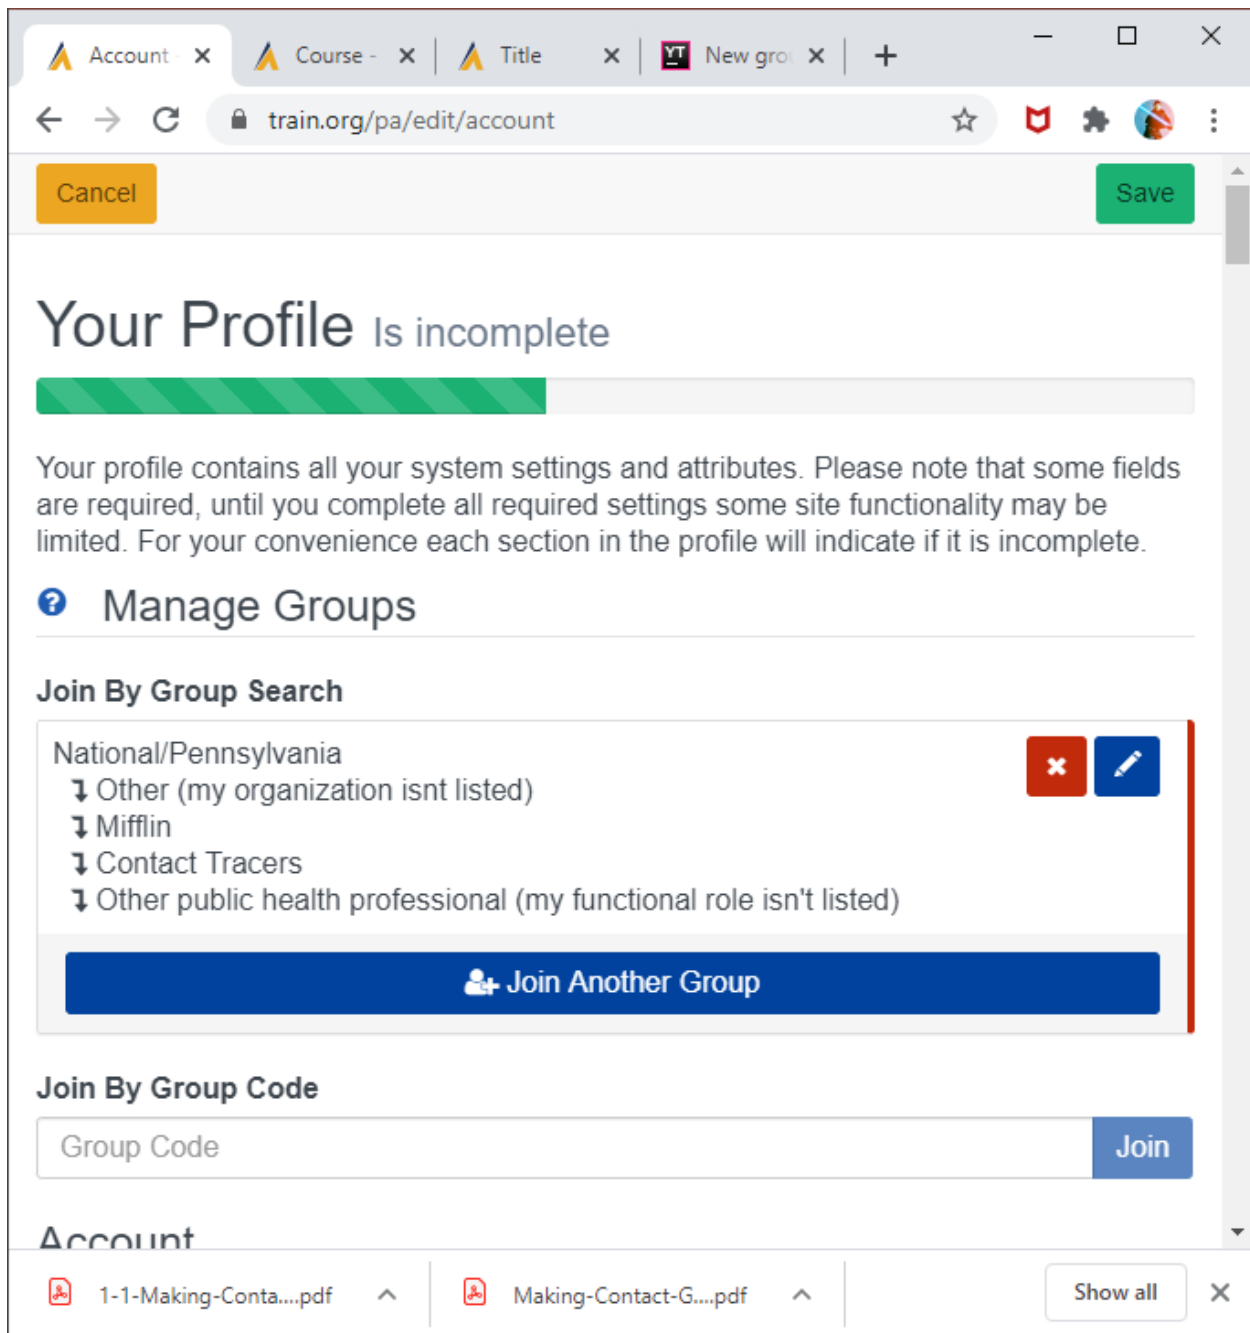 Account -
Course -
Title
YT
New gro
train.org/pa/edit/account
Cancel
Save
Your Profile Is incomplete
Your profile contains all your system settings and attributes. Please note that some fields
are required, until you complete all required settings some site functionality may be
limited. For your convenience each section in the profile will indicate if it is incomplete.
Manage Groups
Join By Group Search
National/Pennsylvania
Other (my organization isnt listed)
Mifflin
Contact Tracers
Other public health professional (my functional role isn't listed)
Join Another Group
Join By Group Code
Group Code
Join
Account
1-1-Making-Conta....pdf
Making-Contact-G....pdf
Show all